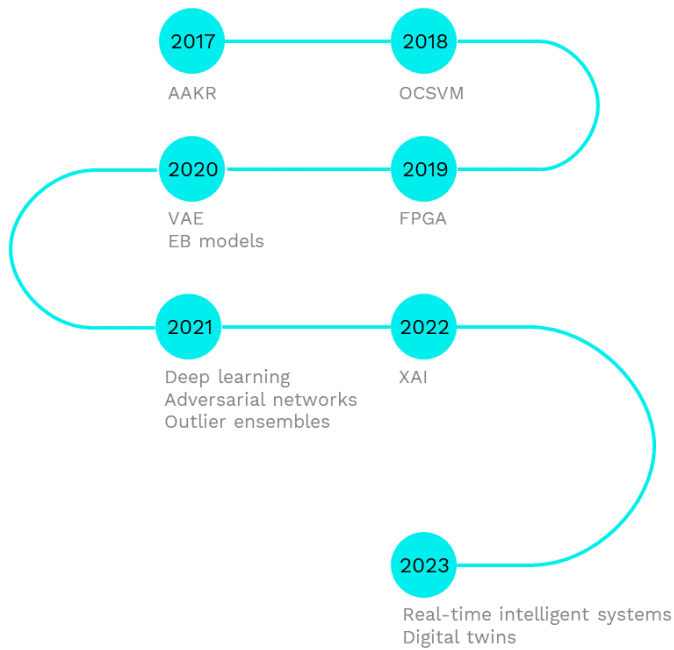 2017
AAKR
2018
OCSVM
2019
FPGA
2020
VAE
EB models
2021
Deep learning
Adversarial networks
Outlier ensembles
2022
XAI
2023
Real-time intelligent systems
Digital twins